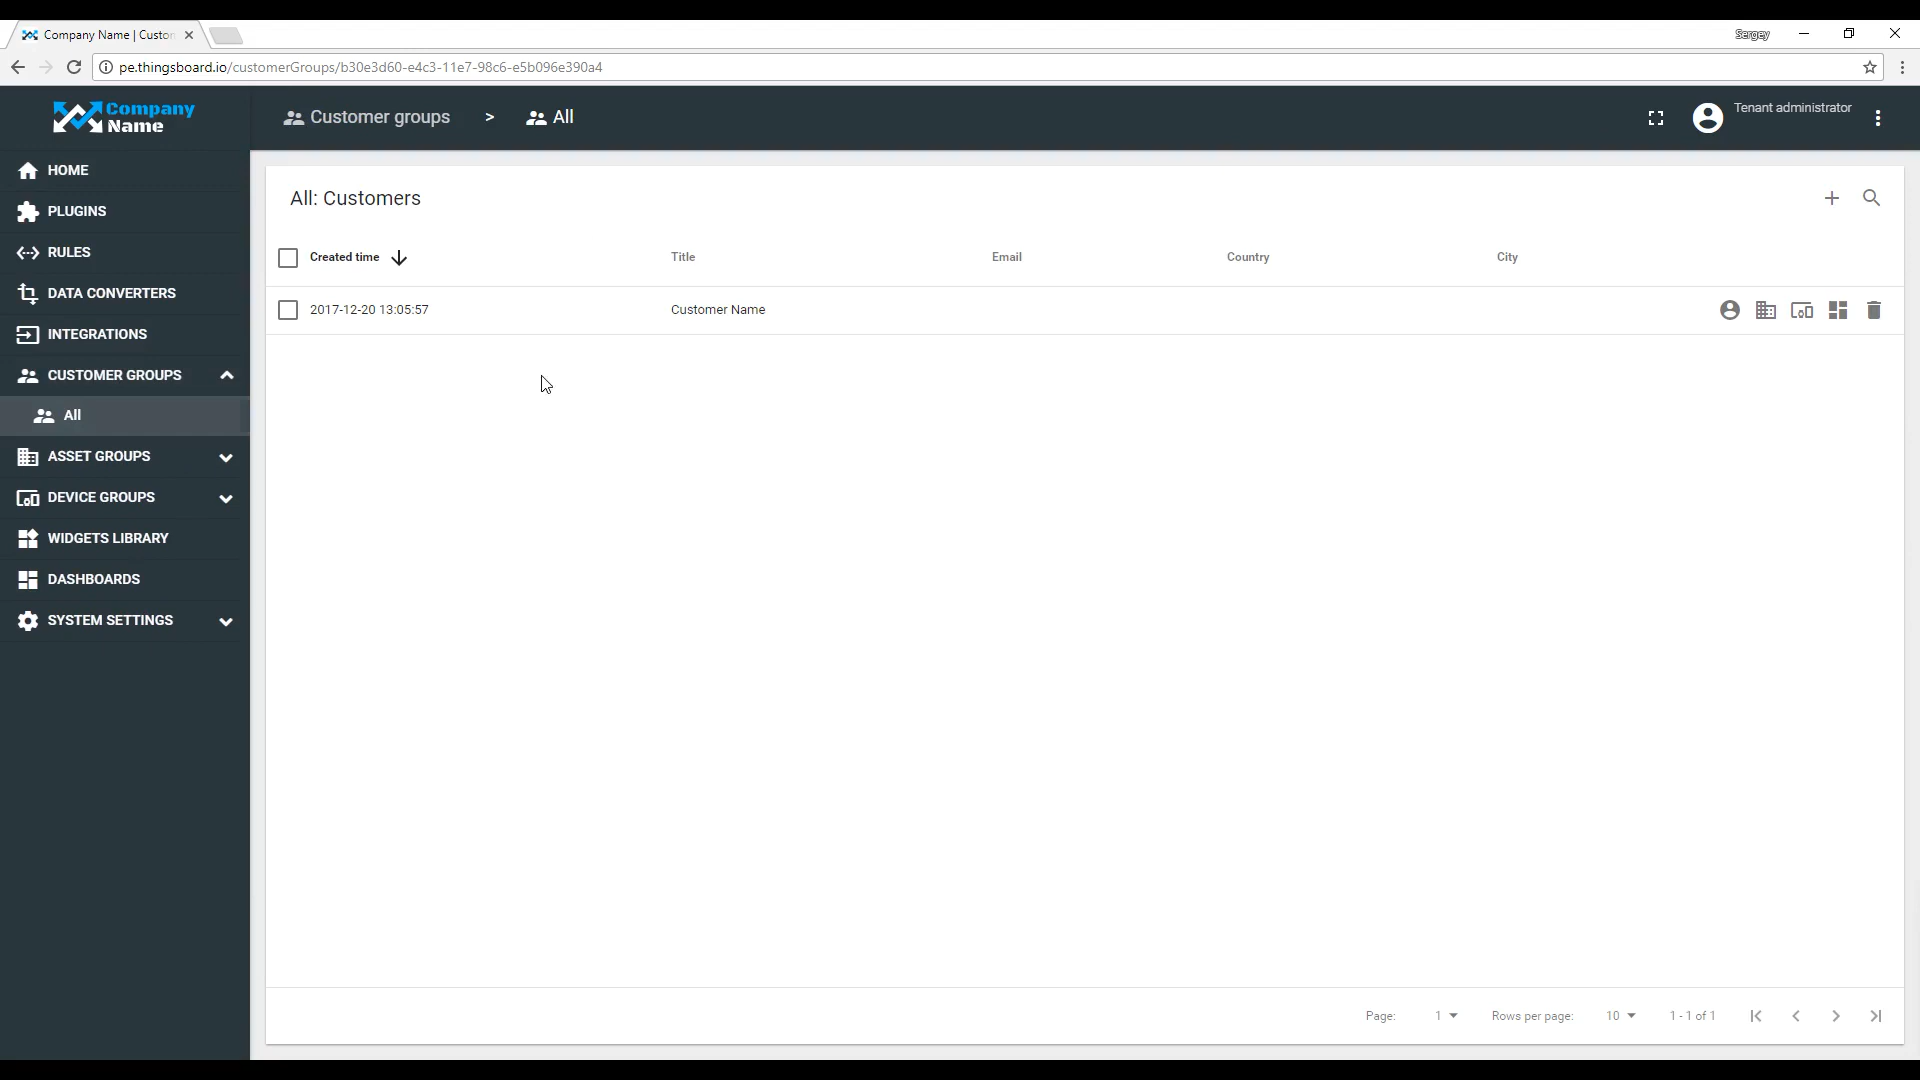 Company Name | Custon
Sergey
pe.thingsboard.io/customerGroups/b30e3d60-e4c3-11e7-98c6-e5b096e390a4
Company
Name
Customer groups > All
Tenant administrator
HOME
PLUGINS
RULES
DATA CONVERTERS
INTEGRATIONS
CUSTOMER GROUPS
All
ASSET GROUPS
DEVICE GROUPS
WIDGETS LIBRARY
DASHBOARDS
SYSTEM SETTINGS
All: Customers
Created time Title Email Country City
2017-12-20 13:05:57 Customer Name
Page: 1 Rows per page: 10 1 - 1 of 1